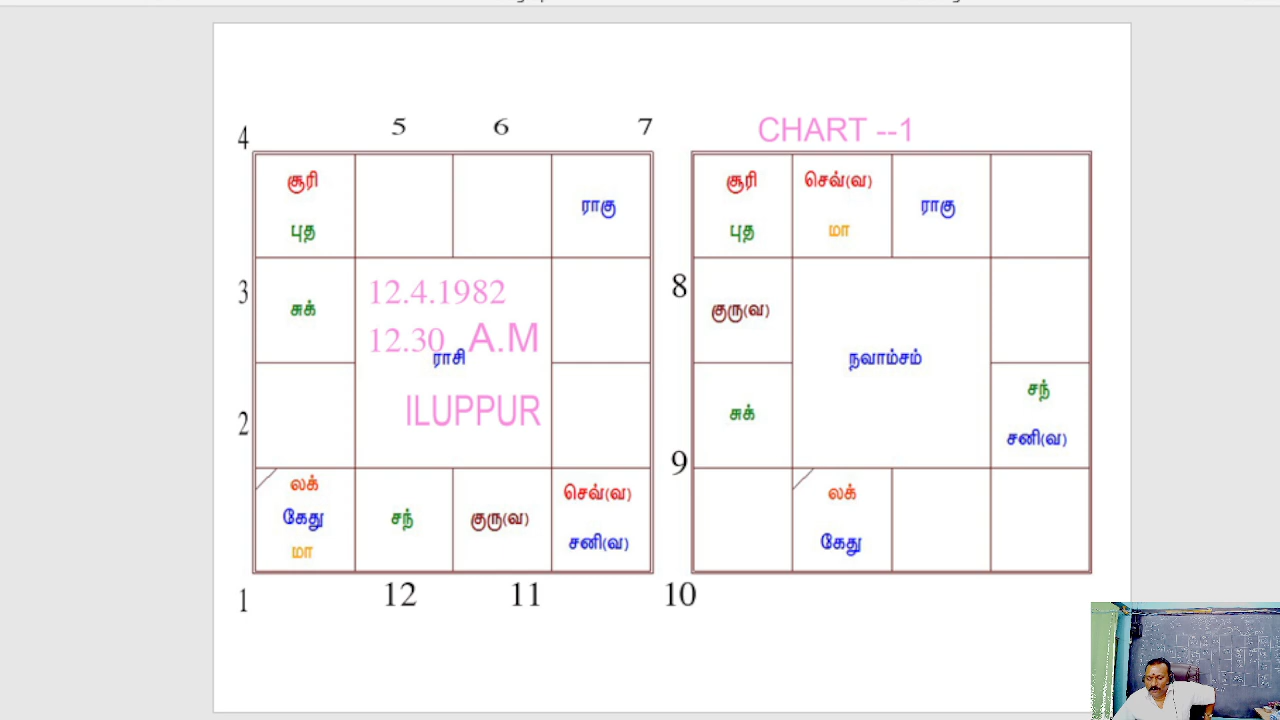 4
5
6
7
CHART --1
சூரி
புத
ராகு
சூரி
புத
செவ்(வ)
மா
ராகு
3
சுக்
12.4.1982
12.30 A.M
ராசி
ILUPPUR
8
குரு(வ)
நவாம்சம்
2
9
சுக்
சந்
சனி(வ)
லக்
கேது
மா
சந்
குரு(வ)
செவ்(வ)
சனி(வ)
லக்
கேது
1
12
11
10